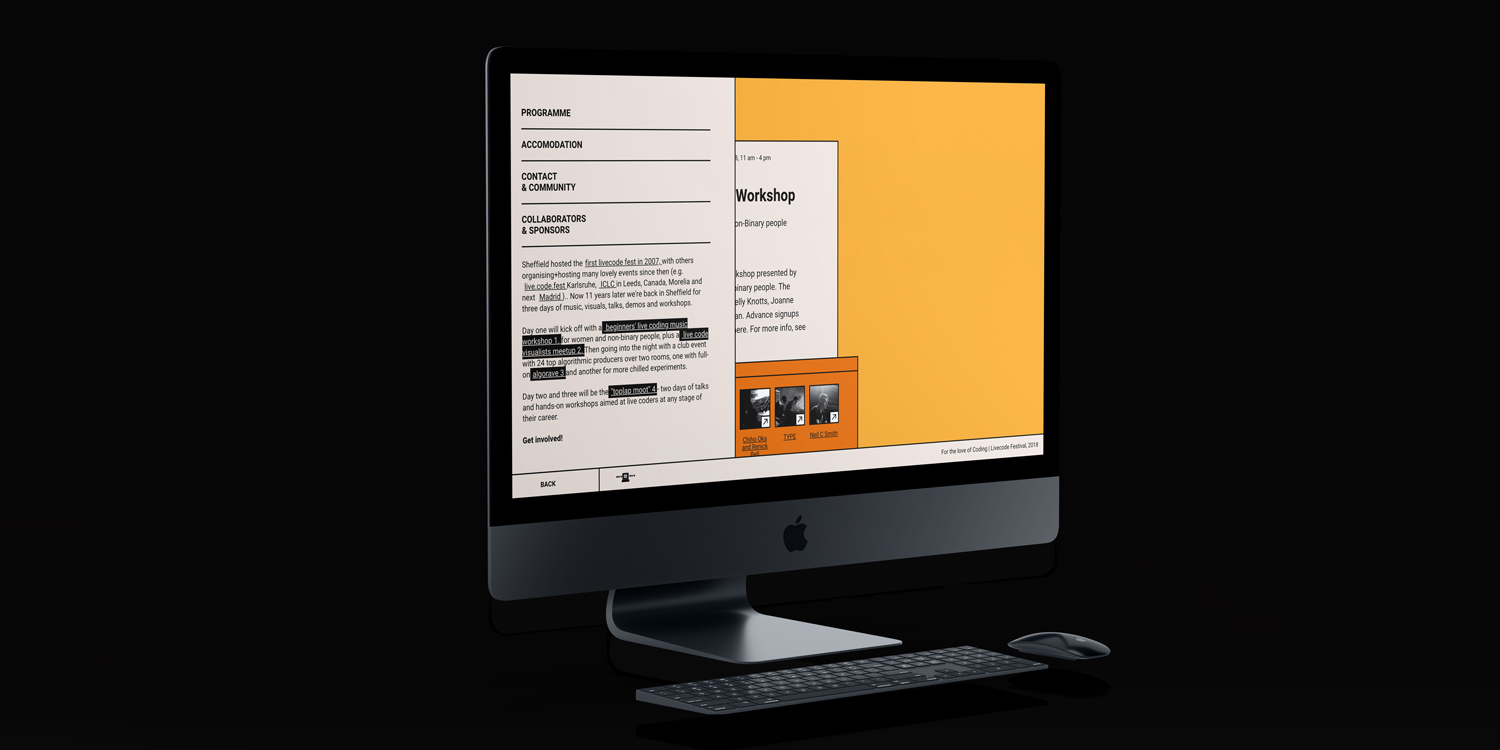 PROGRAMME
ACCOMODATION
CONTACT
& COMMUNITY
COLLABORATORS
& SPONSORS
Sheffield hosted the first livecode fest in 2007, with others
organising+hosting many lovely events since then (e.g.
live.code.fest Karlsruhe, ICLC in Leeds, Canada, Morelia and
next Madrid ).. Now 11 years later we're back in Sheffield for
three days of music, visuals, talks, demos and workshops.
Day one will kick off with a beginners' live coding music
workshop 1, for women and non-binary people, plus a live code
visualists meetup 2. Then going into the night with a club event
with 24 top algorithmic producers over two rooms, one with full-
on algorave 3 and another for more chilled experiments.
Day two and three will be the "toplap moot" 4 - two days of talks
and hands-on workshops aimed at live coders at any stage of
their career.
Get involved!
BACK
8, 11 am - 4 pm
Workshop
on-Binary people
kshop presented by
binary people. The
elly Knotts, Joanne
an. Advance signups
here. For more info, see
Chiho Oka
and Renick
Bell
TYPE
Neil C Smith
For the love of Coding | Livecode Festival, 2018